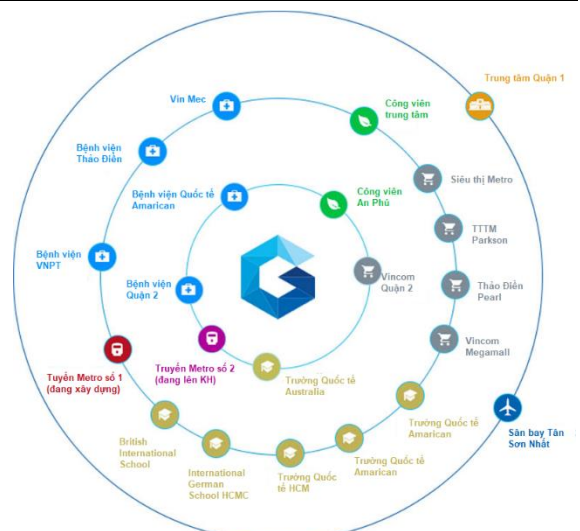 Vin Mec
Trung tâm Quận 1
Công viên
trung tâm
Bệnh viện
Thảo Điền
Siêu thị Metro
Bệnh viện Quốc tế
Amarican
Công viên
An Phú
TTTM
Parkson
Bệnh viện
VNPT
Bệnh viện
Quận 2
Vincom
Quận 2
Thảo Điền
Pearl
Vincom
Megamall
Tuyến Metro số 1
(đang xây dựng)
Truyến Metro số 2
(đang lên KH)
Trường Quốc tế
Australia
Trường Quốc tế
Amarican
Sân bay Tân
Sơn Nhất
British
International
School
International
German
School HCMC
Trường Quốc
tế HCM
Trường Quốc tế
Amarican